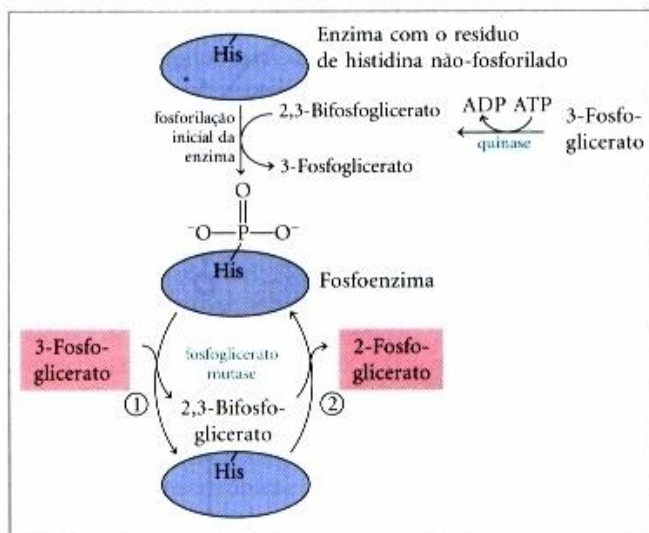 His
Enzima com o resíduo
de histidina não-fosforilado
fosforilação
inicial da
enzima
2,3-Bifosfoglicerato
3-Fosfoglicerato
ADP ATP
quinase
3-Fosfo-
glicerato
O
⁻O—P—O⁻
His
Fosfoenzima
3-Fosfo-
glicerato
①
fosfoglicerato
mutase
2,3-Bifosfo-
glicerato
②
2-Fosfo-
glicerato
His